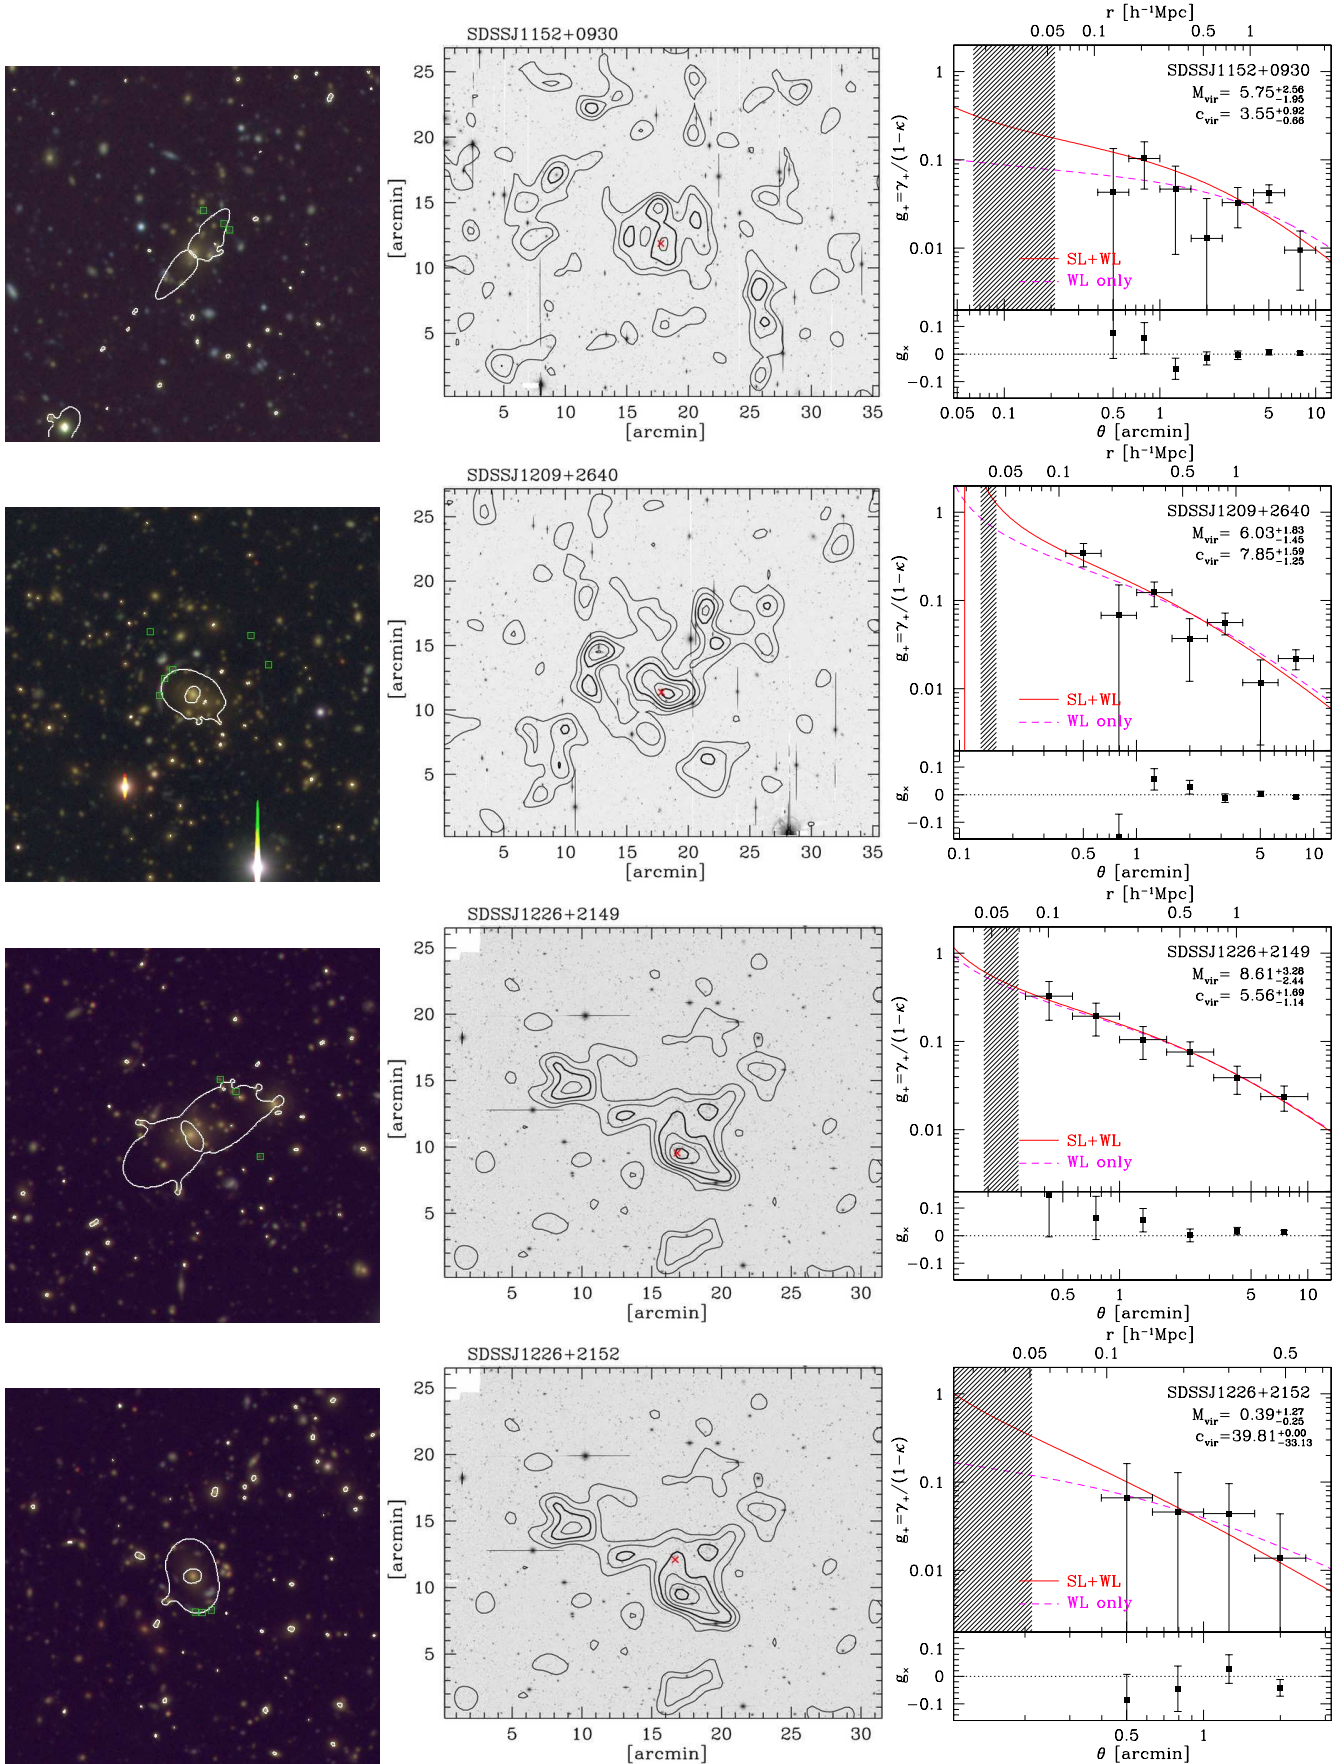 SDSSJ1152+0930
25
20
15
10
5
[arcmin]
5 10 15 20 25 30 35
[arcmin]
r [h⁻¹Mpc]
0.05 0.1 0.5 1
1
0.1
0.01
g₊=γ₊/(1-κ)
SDSSJ1152+0930
M_vir= 5.75 +2.56 -1.95
c_vir= 3.55 +0.92 -0.66
SL+WL
WL only
0.1
0
-0.1
gₓ
0.05 0.1 0.5 1 5 10
θ [arcmin]
SDSSJ1209+2640
25
20
15
10
5
[arcmin]
5 10 15 20 25 30 35
[arcmin]
r [h⁻¹Mpc]
0.05 0.1 0.5 1
1
0.1
0.01
g₊=γ₊/(1-κ)
SDSSJ1209+2640
M_vir= 6.03 +1.83 -1.45
c_vir= 7.85 +1.59 -1.25
SL+WL
WL only
0.1
0
-0.1
gₓ
0.1 0.5 1 5 10
θ [arcmin]
SDSSJ1226+2149
25
20
15
10
5
[arcmin]
5 10 15 20 25 30
[arcmin]
r [h⁻¹Mpc]
0.05 0.1 0.5 1
1
0.1
0.01
g₊=γ₊/(1-κ)
SDSSJ1226+2149
M_vir= 8.61 +3.28 -2.44
c_vir= 5.56 +1.69 -1.14
SL+WL
WL only
0.1
0
-0.1
gₓ
0.5 1 5 10
θ [arcmin]
SDSSJ1226+2152
25
20
15
10
5
[arcmin]
5 10 15 20 25 30
[arcmin]
r [h⁻¹Mpc]
0.05 0.1 0.5
1
0.1
0.01
g₊=γ₊/(1-κ)
SDSSJ1226+2152
M_vir= 0.39 +1.27 -0.25
c_vir=39.81 +0.00 -33.13
SL+WL
WL only
0.1
0
-0.1
gₓ
0.5 1
θ [arcmin]